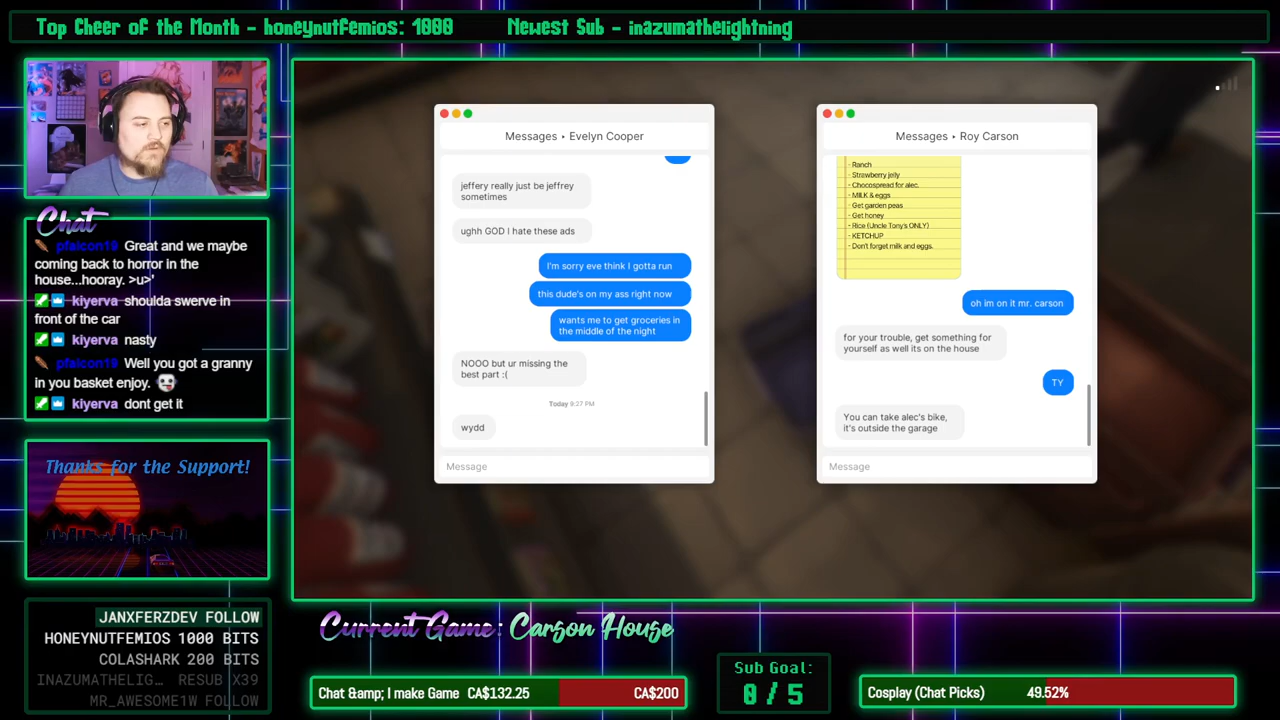 Top Cheer of the Month - honeynutfemios: 1000
Newest Sub - inazumathelightning
Chat
pfalcon19 Great and we maybe
coming back to horror in the
house...hooray. >u>'
kiyerva shoulda swerve in
front of the car
kiyerva nasty
pfalcon19 Well you got a granny
in you basket enjoy.
kiyerva dont get it
Thanks for the Support!
JANXFERZDEV FOLLOW
HONEYNUTFEMIOS 1000 BITS
COLASHARK 200 BITS
INAZUMATHELIG… RESUB X39
MR_AWESOME1W FOLLOW
Messages ‣ Evelyn Cooper
jeffery really just be jeffrey
sometimes
ughh GOD I hate these ads
I'm sorry eve think I gotta run
this dude's on my ass right now
wants me to get groceries in
the middle of the night
NOOO but ur missing the
best part :(
Today 9:27 PM
wydd
Message
Messages ‣ Roy Carson
- Ranch
- Strawberry jelly
- Chocospread for alec.
- MILK & eggs
- Get garden peas
- Get honey
- Rice (Uncle Tony's ONLY)
- KETCHUP
- Don't forget milk and eggs.
oh im on it mr. carson
for your trouble, get something for
yourself as well its on the house
TY
You can take alec's bike,
it's outside the garage
Message
Current Game: Carson House
Chat &amp; I make Game CA$132.25 CA$200
Sub Goal:
0 / 5
Cosplay (Chat Picks) 49.52%